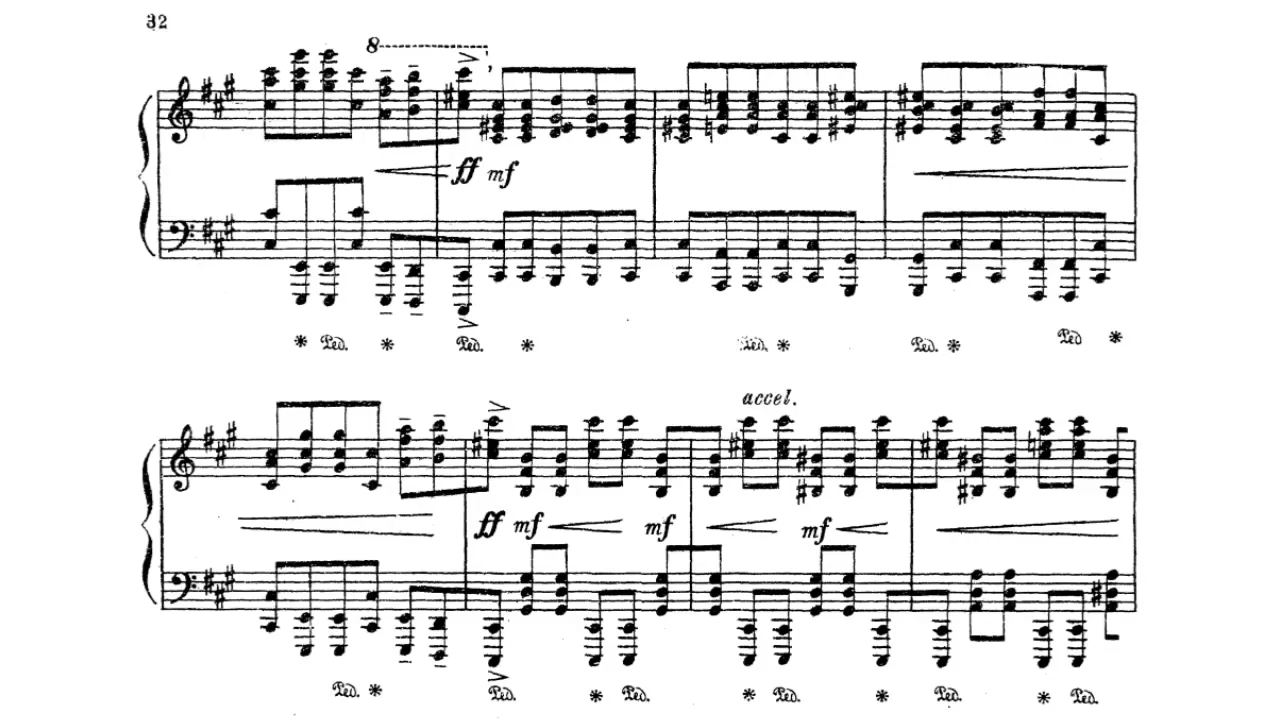 32
8
ff mf
Ped. Ped. Ped. Ped. Ped
accel.
ff mf mf mf
Ped. Ped. Ped. Ped. Ped. Ped.